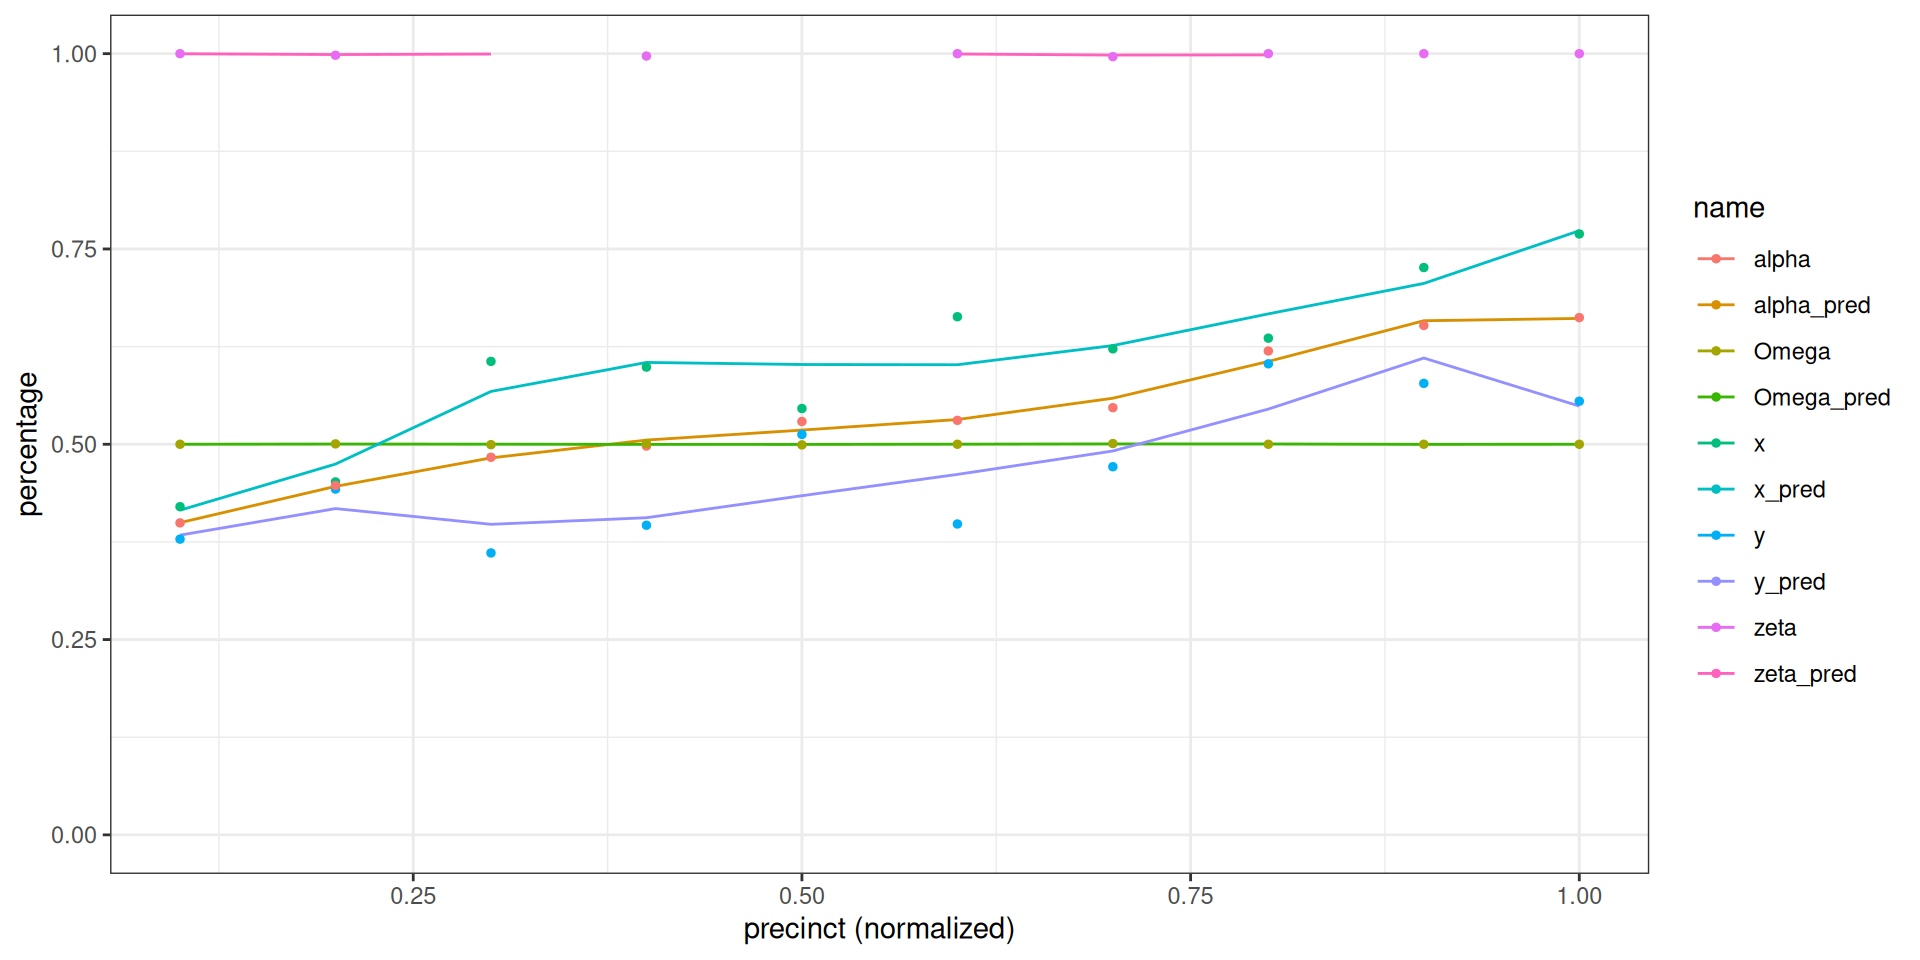 1.00
0.75
0.50
0.25
0.00
percentage
0.25
0.50
0.75
1.00
precinct (normalized)
name
alpha
alpha_pred
Omega
Omega_pred
x
x_pred
y
y_pred
zeta
zeta_pred